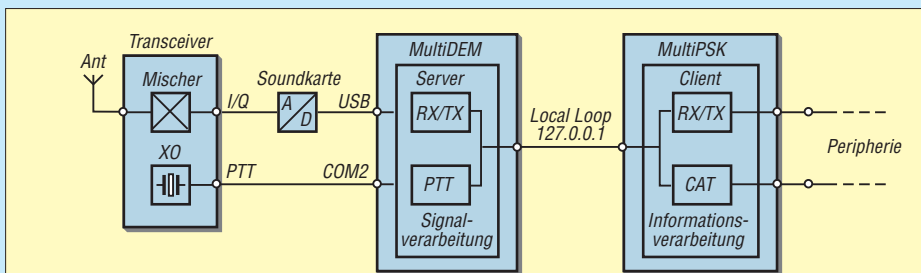 Transceiver
Ant
Mischer
I/Q
Soundkarte
A
D
USB
XO
PTT
COM2
MultiDEM
Server
RX/TX
PTT
Signal-
verarbeitung
Local Loop
127.0.0.1
MultiPSK
Client
RX/TX
CAT
Informations-
verarbeitung
Peripherie